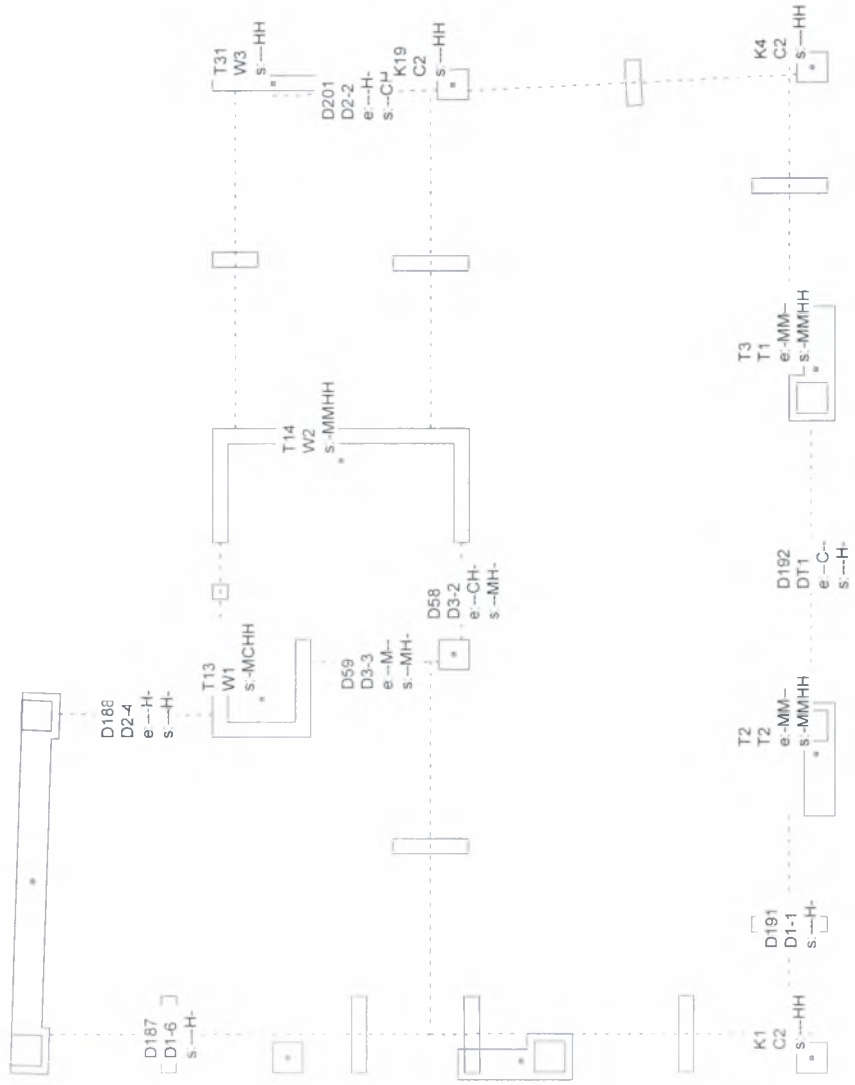 T31
W3
s:---HH
D201
D2-2
e:---H-
s:--CH
K19
C2
s:---HH
K4
C2
s:---HH
T14
W2
s:-MMHH
T3
T1
e:-MM--
s:-MMHH
D188
D2-4
e:---H-
s:---H-
T13
W1
s:-MCHH
D59
D3-3
e:--M--
s:--MH-
D58
D3-2
e:--CH-
s:--MH-
D192
DT1
e:--C--
s:---H-
T2
T2
e:-MM--
s:-MMHH
D187
D1-6
s:---H-
D191
D1-1
s:---H-
K1
C2
s:---HH